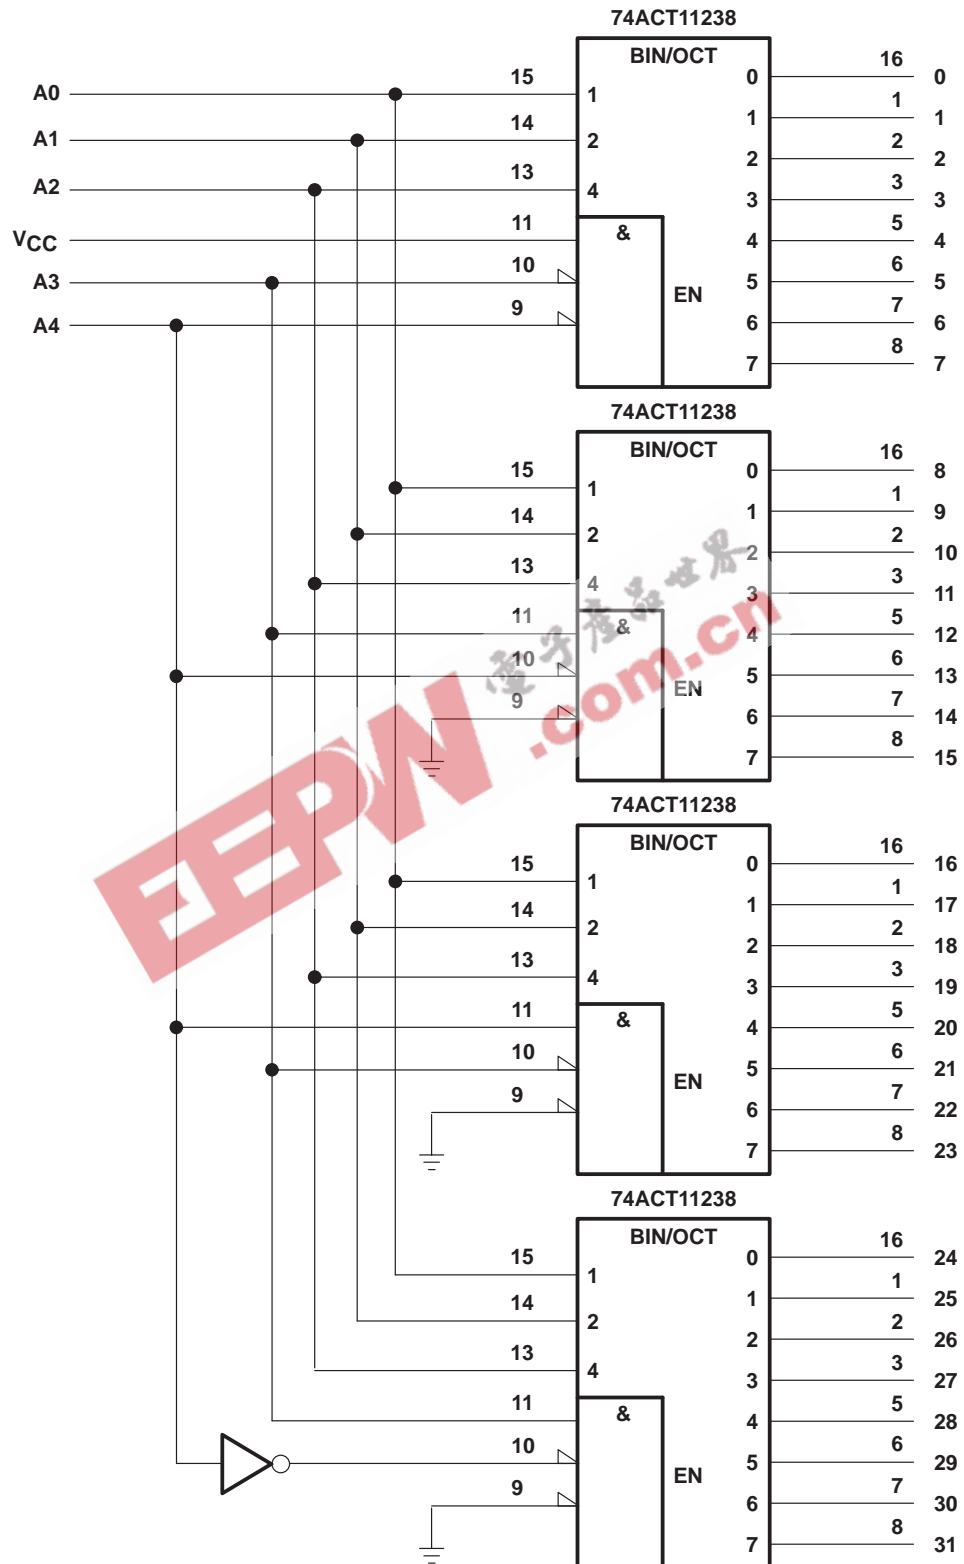 74ACT11238
BIN/OCT
A0 15 1 0 16 0
A1 14 2 1 1 1
A2 13 4 2 2 2
3 3 3
VCC 11 & 4 5 4
A3 10 EN 5 6 5
A4 9 6 7 6
7 8 7
74ACT11238
BIN/OCT
15 1 0 16 8
14 2 1 1 9
13 4 2 2 10
3 3 11
11 & 4 5 12
10 EN 5 6 13
9 6 7 14
7 8 15
電子產品世界
EEPW .com.cn
74ACT11238
BIN/OCT
15 1 0 16 16
14 2 1 1 17
13 4 2 2 18
3 3 19
11 & 4 5 20
10 EN 5 6 21
9 6 7 22
7 8 23
74ACT11238
BIN/OCT
15 1 0 16 24
14 2 1 1 25
13 4 2 2 26
3 3 27
11 & 4 5 28
10 EN 5 6 29
9 6 7 30
7 8 31